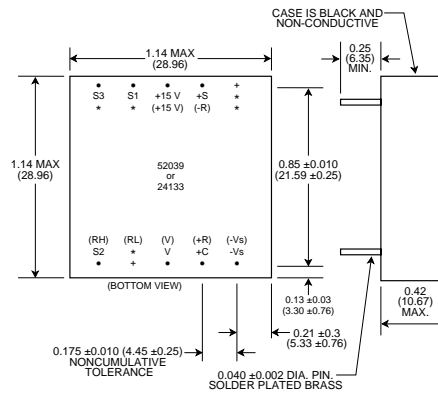 CASE IS BLACK AND
NON-CONDUCTIVE
1.14 MAX
(28.96)
0.25
(6.35)
MIN.
• • • • +
S3 S1 +15 V +S *
* * (+15 V) (-R) *
1.14 MAX
(28.96)
52039
or
24133
0.85 ±0.010
(21.59 ±0.25)
(RH) (RL) (V) (+R) (-Vs)
S2 * V +C -Vs
• + • • •
(BOTTOM VIEW)
0.13 ±0.03
(3.30 ±0.76)
0.42
(10.67)
MAX.
0.21 ±0.3
(5.33 ±0.76)
0.175 ±0.010 (4.45 ±0.25)
NONCUMULATIVE
TOLERANCE
0.040 ±0.002 DIA. PIN.
SOLDER PLATED BRASS